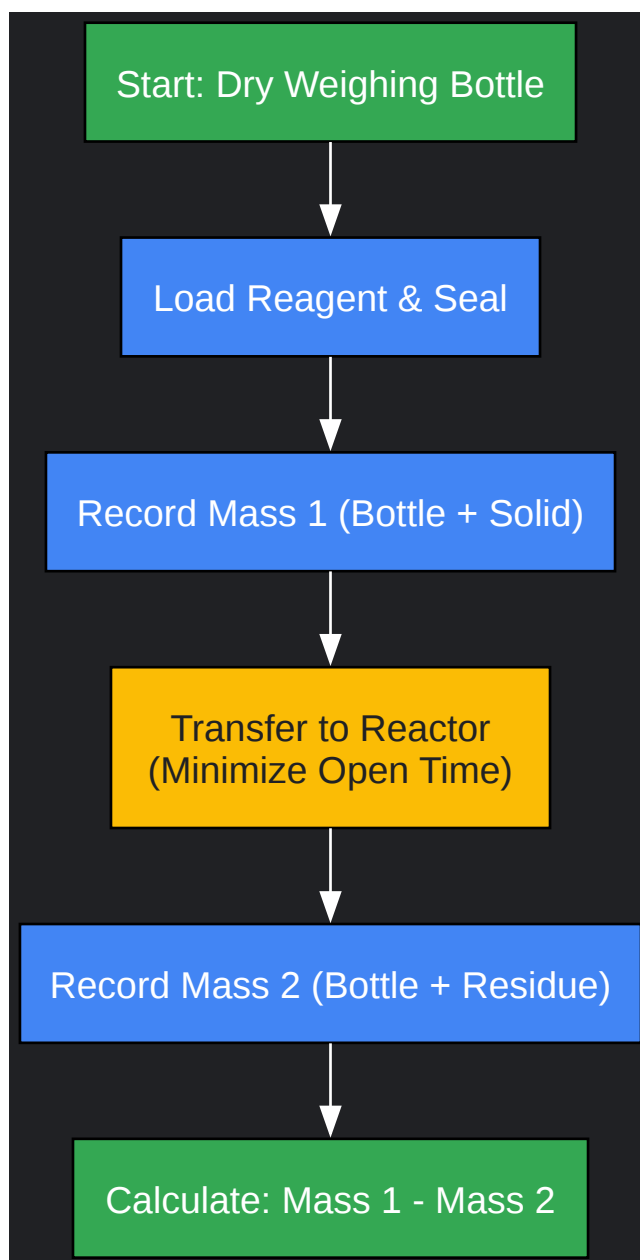 Start: Dry Weighing Bottle
Load Reagent & Seal
Record Mass 1 (Bottle + Solid)
Transfer to Reactor
(Minimize Open Time)
Record Mass 2 (Bottle + Residue)
Calculate: Mass 1 - Mass 2